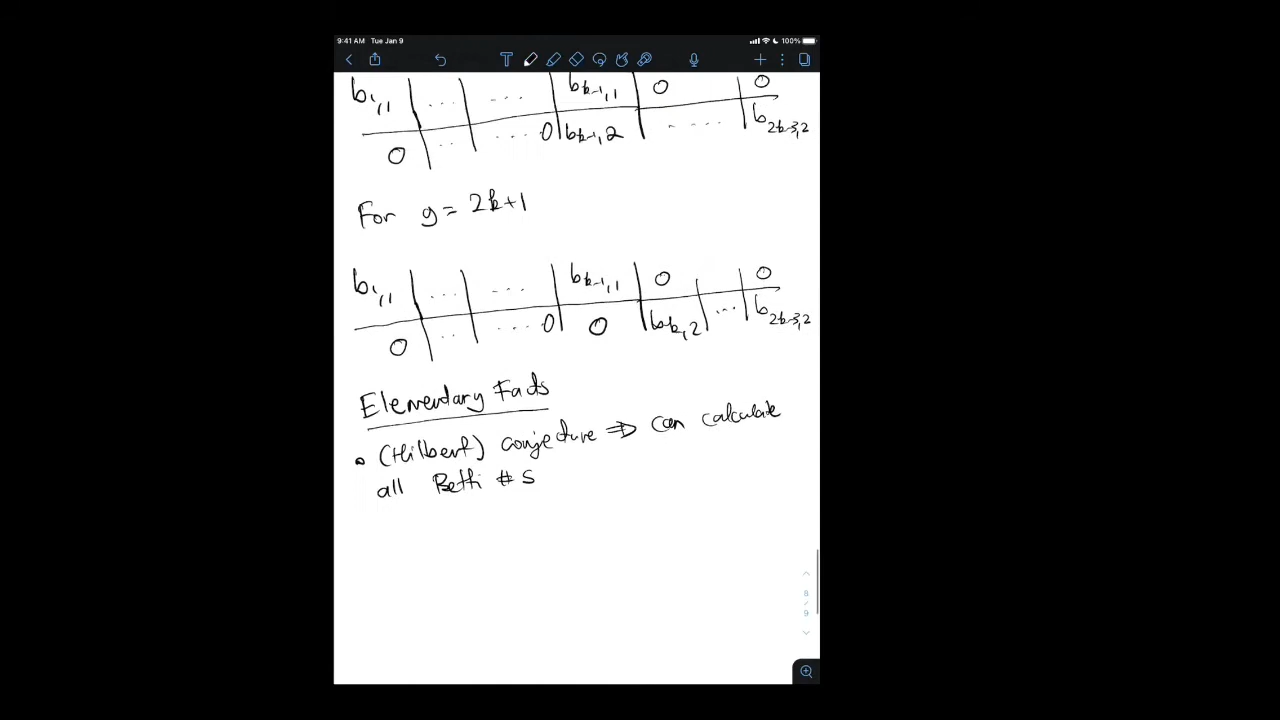 9:41 AM Tue Jan 9 100%
b1,1 ... ... bk-1,1 0 0
0 ... ... 0 bk-1,2 ..... b2k-3,2
For g = 2k+1
b1,1 ... ... bk-1,1 0 0
0 ... ... 0 0 bk,2 ... b2k-3,2
Elementary Facts
• (Hilbert) conjecture ⇒ can calculate
all Betti # s
8
/
9